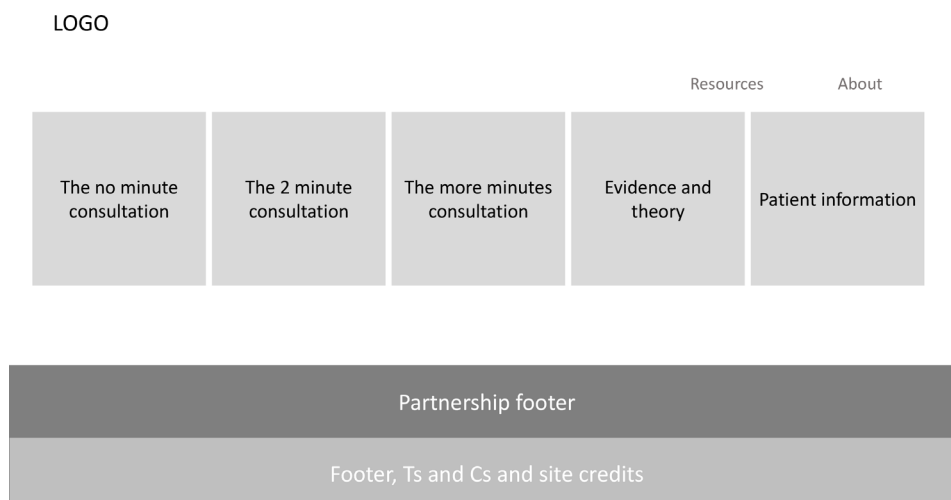 LOGO
Resources
About
The no minute
consultation
The 2 minute
consultation
The more minutes
consultation
Evidence and
theory
Patient information
Partnership footer
Footer, Ts and Cs and site credits